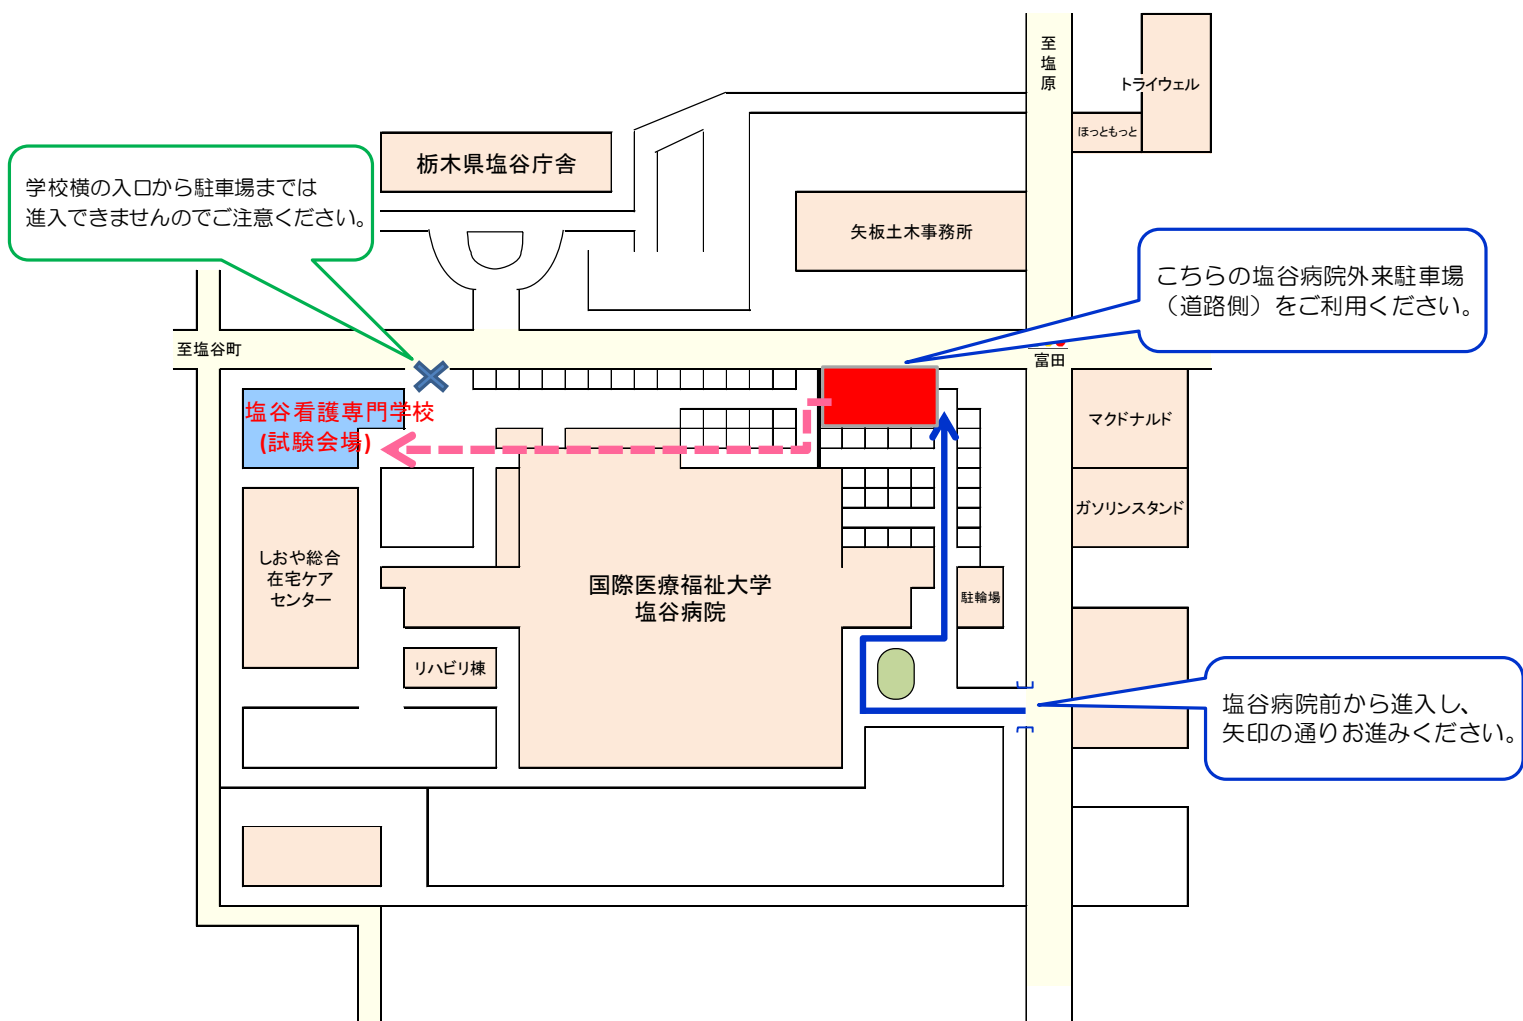 至塩原
トライウェル
ほっともっと
栃木県塩谷庁舎
学校横の入口から駐車場までは
進入できませんのでご注意ください。
矢板土木事務所
こちらの塩谷病院外来駐車場
（道路側）をご利用ください。
至塩谷町
富田
塩谷看護専門学校
(試験会場)
マクドナルド
ガソリンスタンド
しおや総合
在宅ケア
センター
国際医療福祉大学
塩谷病院
駐輪場
リハビリ棟
塩谷病院前から進入し、
矢印の通りお進みください。